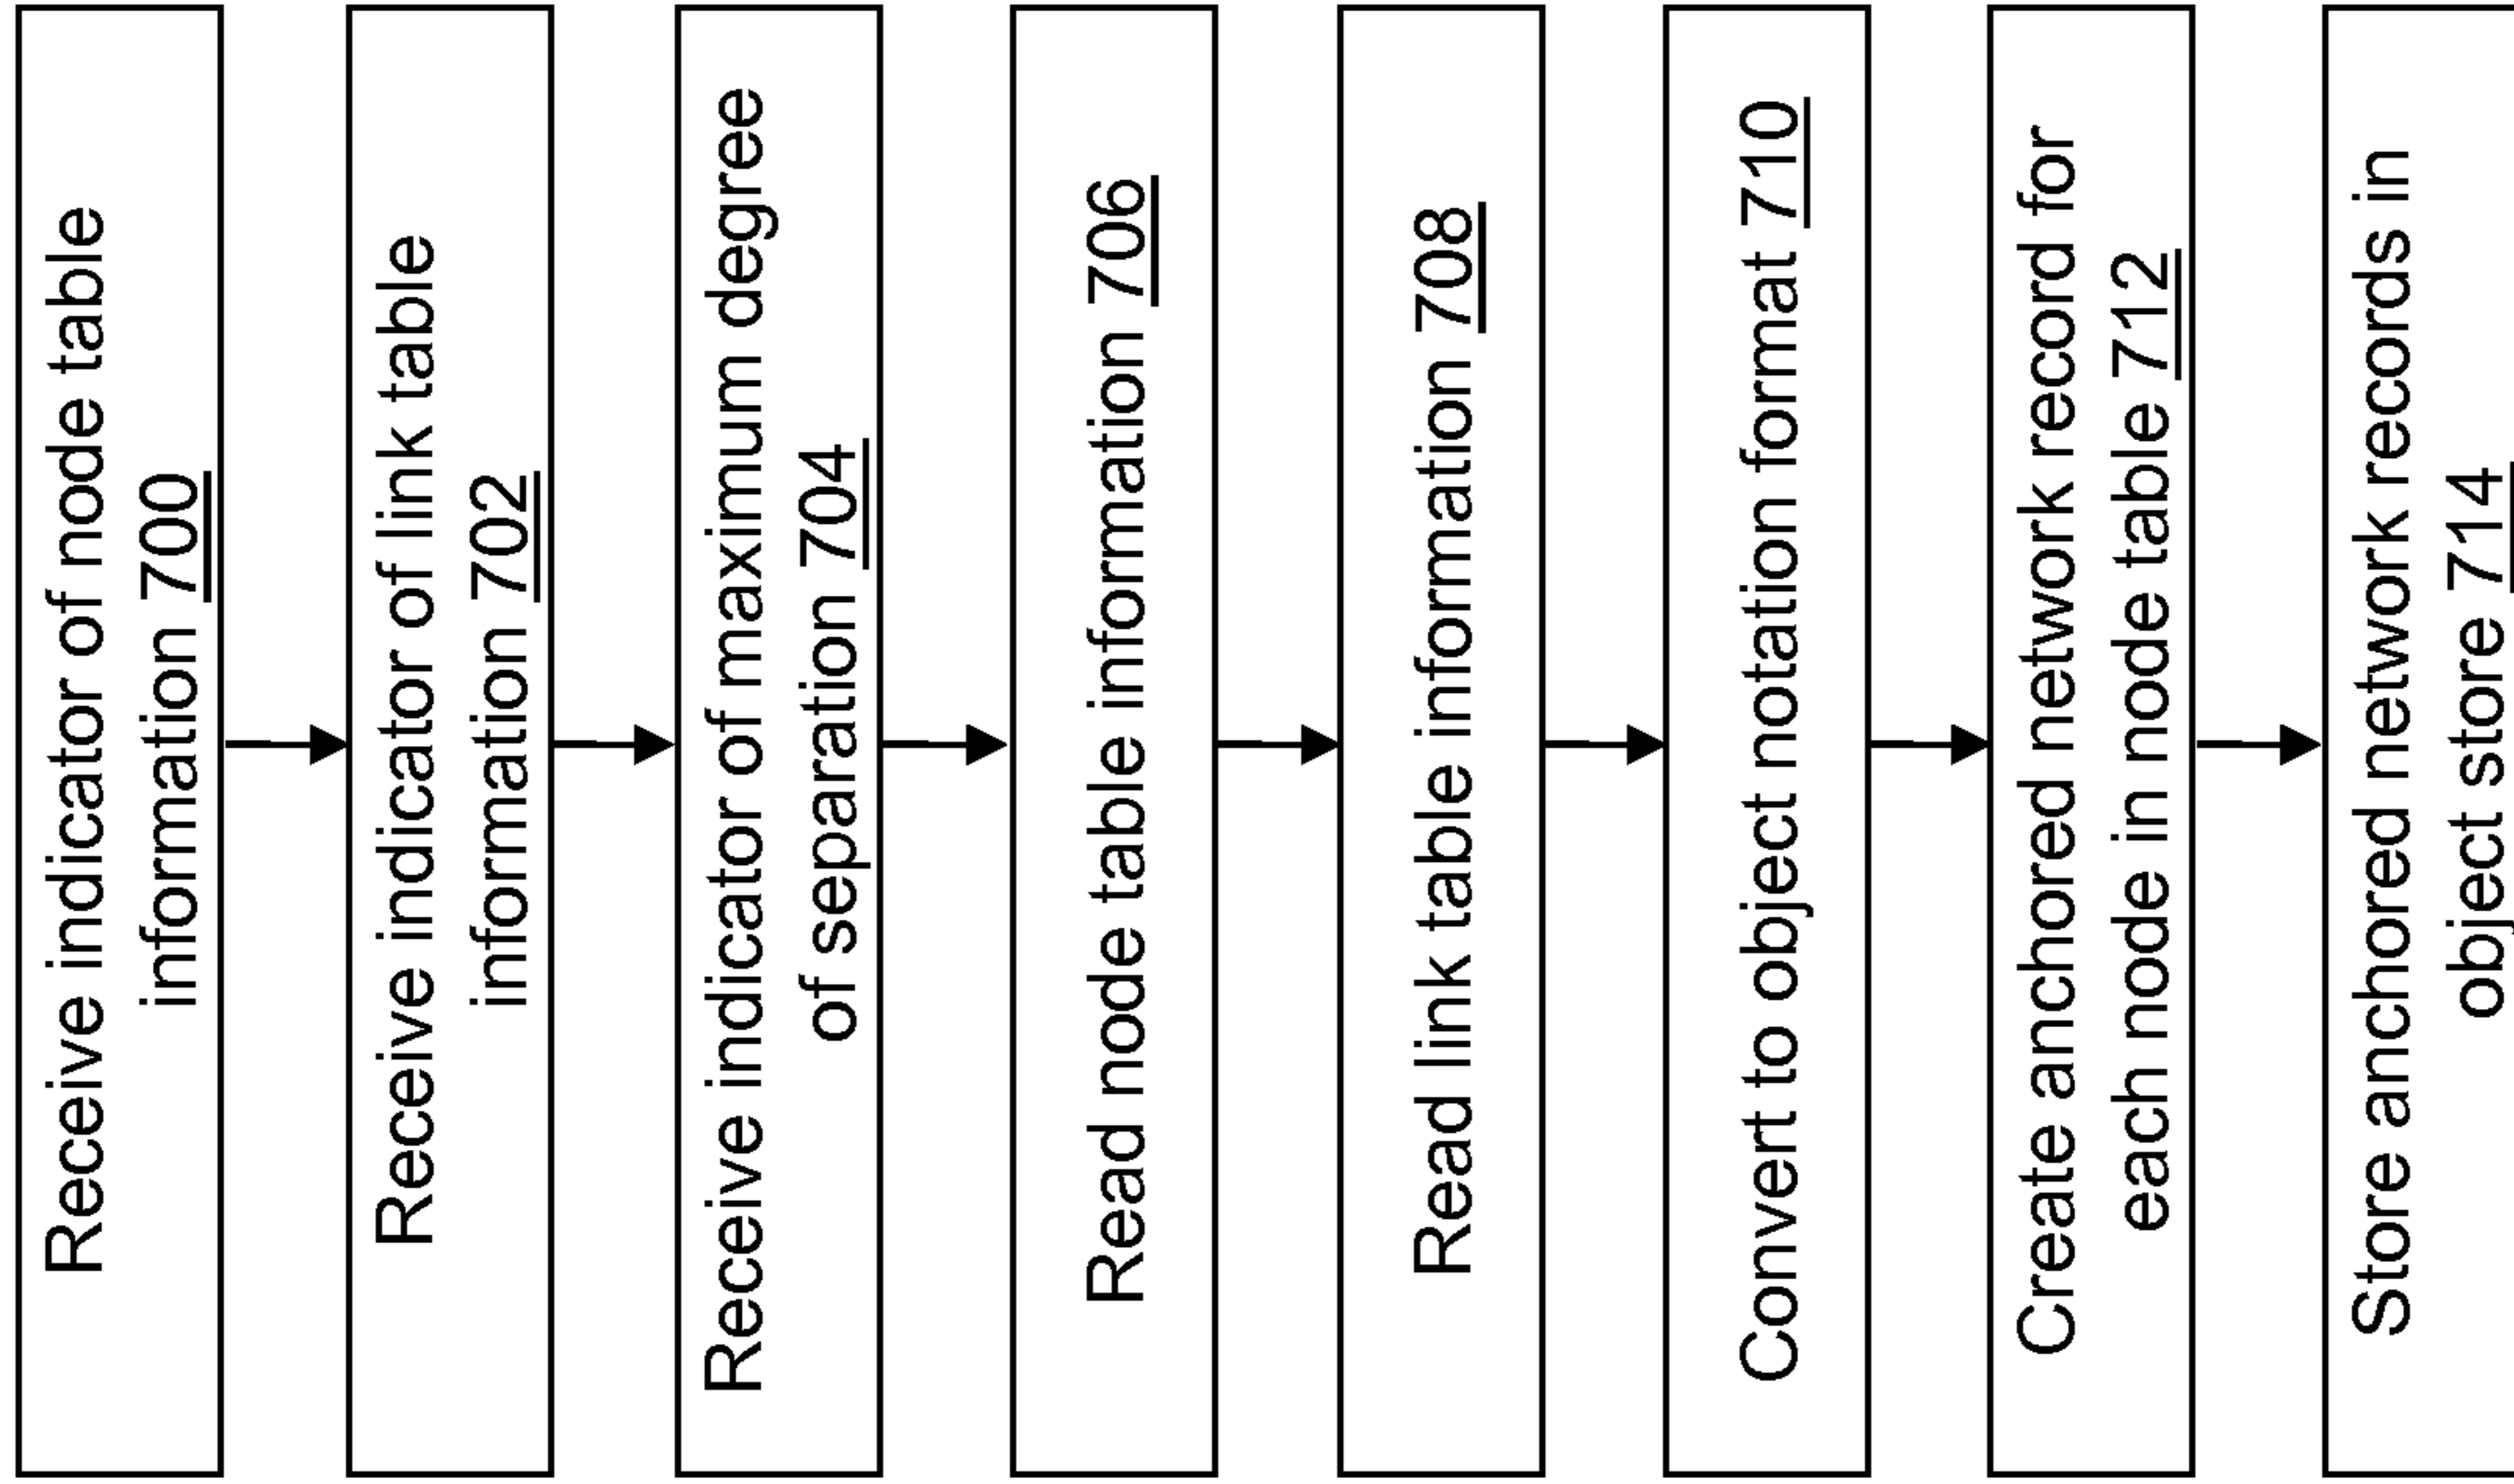 Receive indicator of node table
information 700
Receive indicator of link table
information 702
Receive indicator of maximum degree
of separation 704
Read node table information 706
Read link table information 708
Convert to object notation format 710
Create anchored network record for
each node in node table 712
Store anchored network records in
object store 714